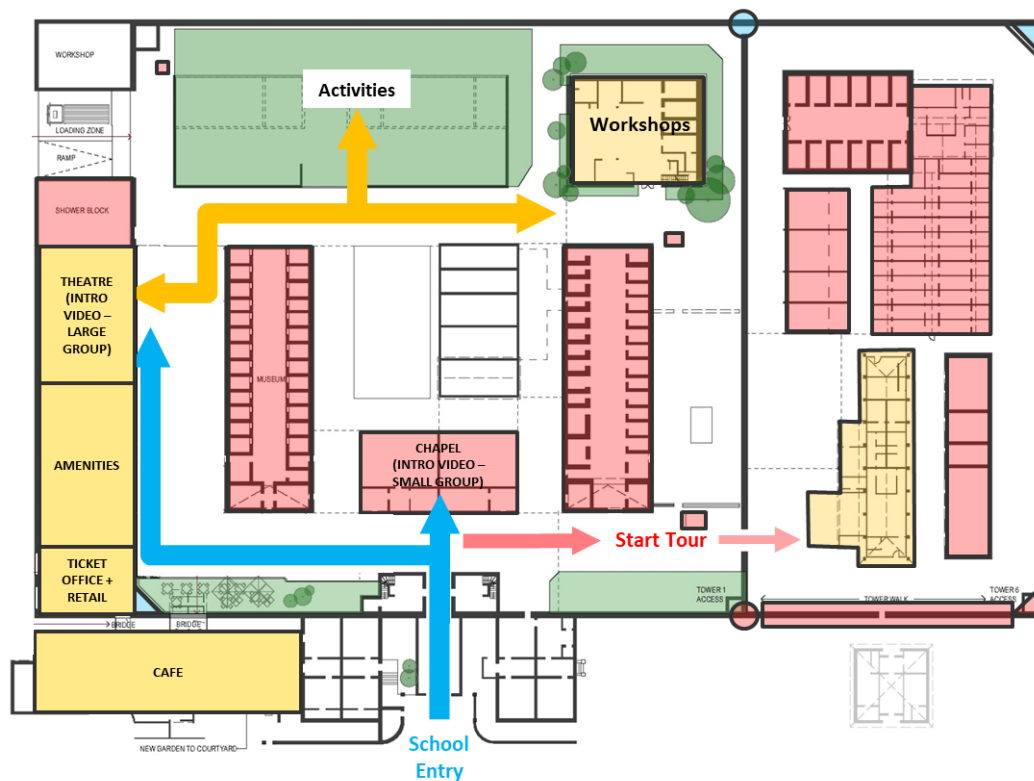 WORKSHOP
LOADING ZONE
RAMP
SHOWER BLOCK
Activities
Workshops
THEATRE
(INTRO
VIDEO –
LARGE
GROUP)
MUSEUM
AMENITIES
CHAPEL
(INTRO VIDEO –
SMALL GROUP)
Start Tour
TICKET
OFFICE +
RETAIL
TOWER 1
ACCESS
TOWER WALK
TOWER 6
ACCESS
BRIDGE
BRIDGE
CAFE
NEW GARDEN TO COURTYARD
School
Entry